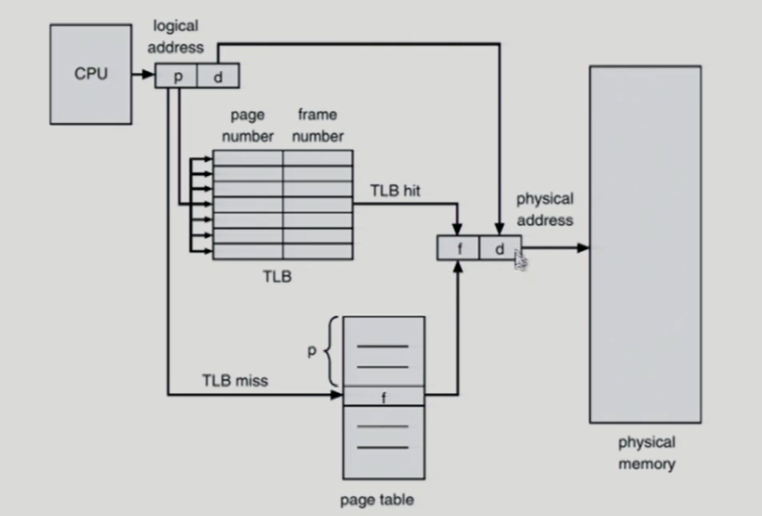 logical
address
CPU
p
d
page
number
frame
number
TLB hit
physical
address
f
d
TLB
p
TLB miss
f
page table
physical
memory